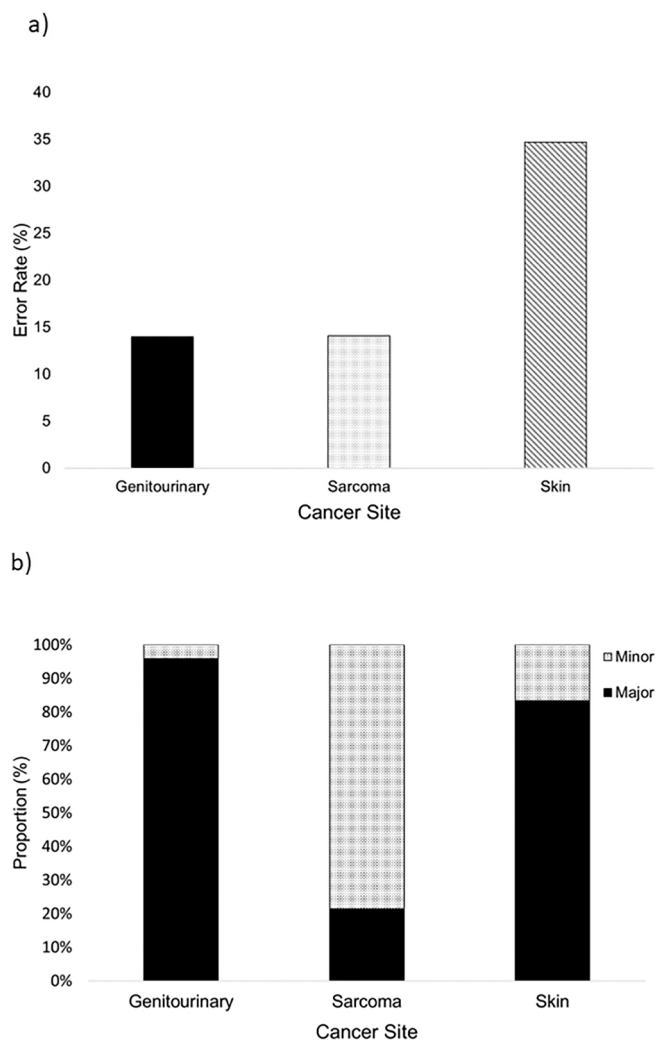 a)
40
35
30
25
20
15
10
5
0
Error Rate (%)
Genitourinary Sarcoma Skin
Cancer Site
b)
100%
90%
80%
70%
60%
50%
40%
30%
20%
10%
0%
Proportion (%)
Minor
Major
Genitourinary Sarcoma Skin
Cancer Site